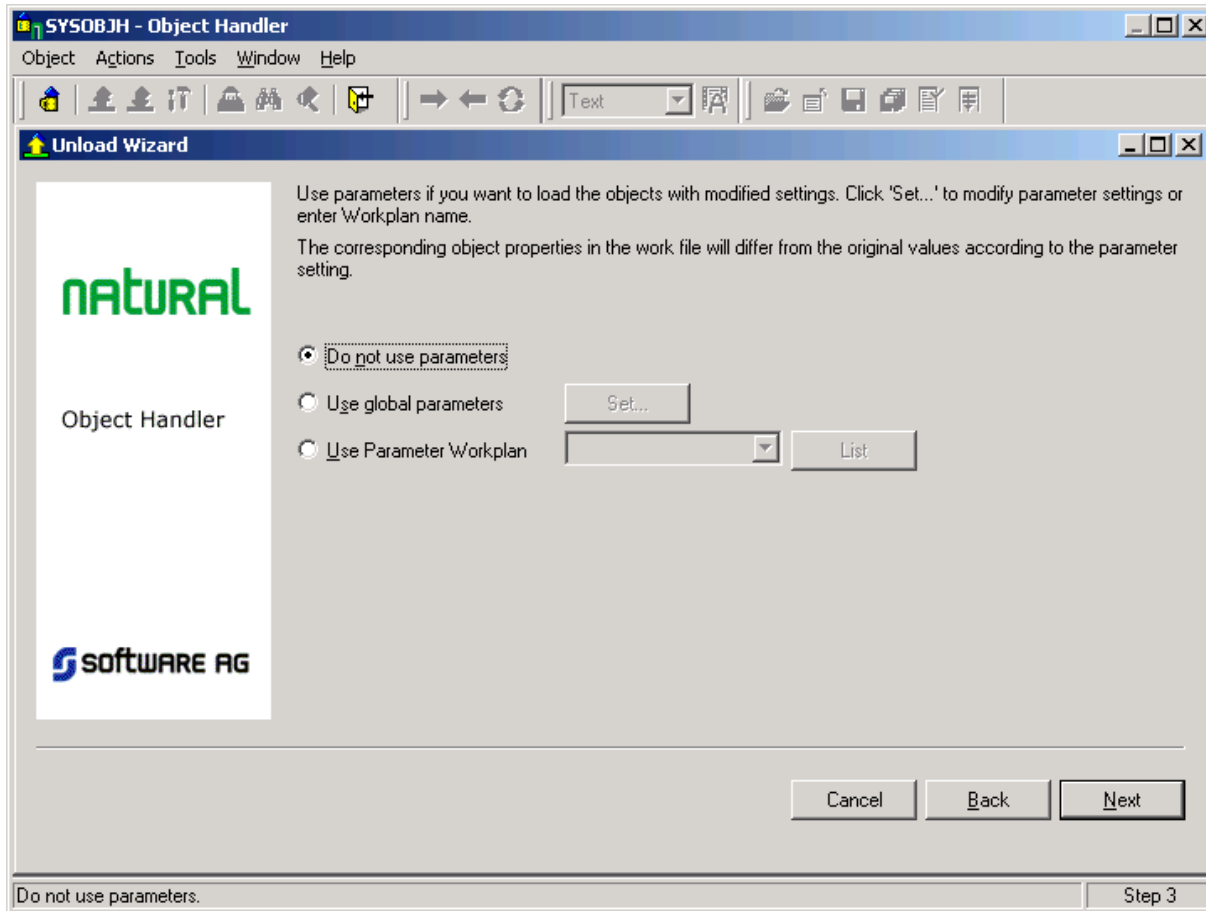 SYSOBJH - Object Handler
Object Actions Tools Window Help
Text
Unload Wizard
Use parameters if you want to load the objects with modified settings. Click 'Set...' to modify parameter settings or
enter Workplan name.
The corresponding object properties in the work file will differ from the original values according to the parameter
setting.
natural
Do not use parameters
Use global parameters Set...
Object Handler
Use Parameter Workplan List
software AG
Cancel Back Next
Do not use parameters. Step 3